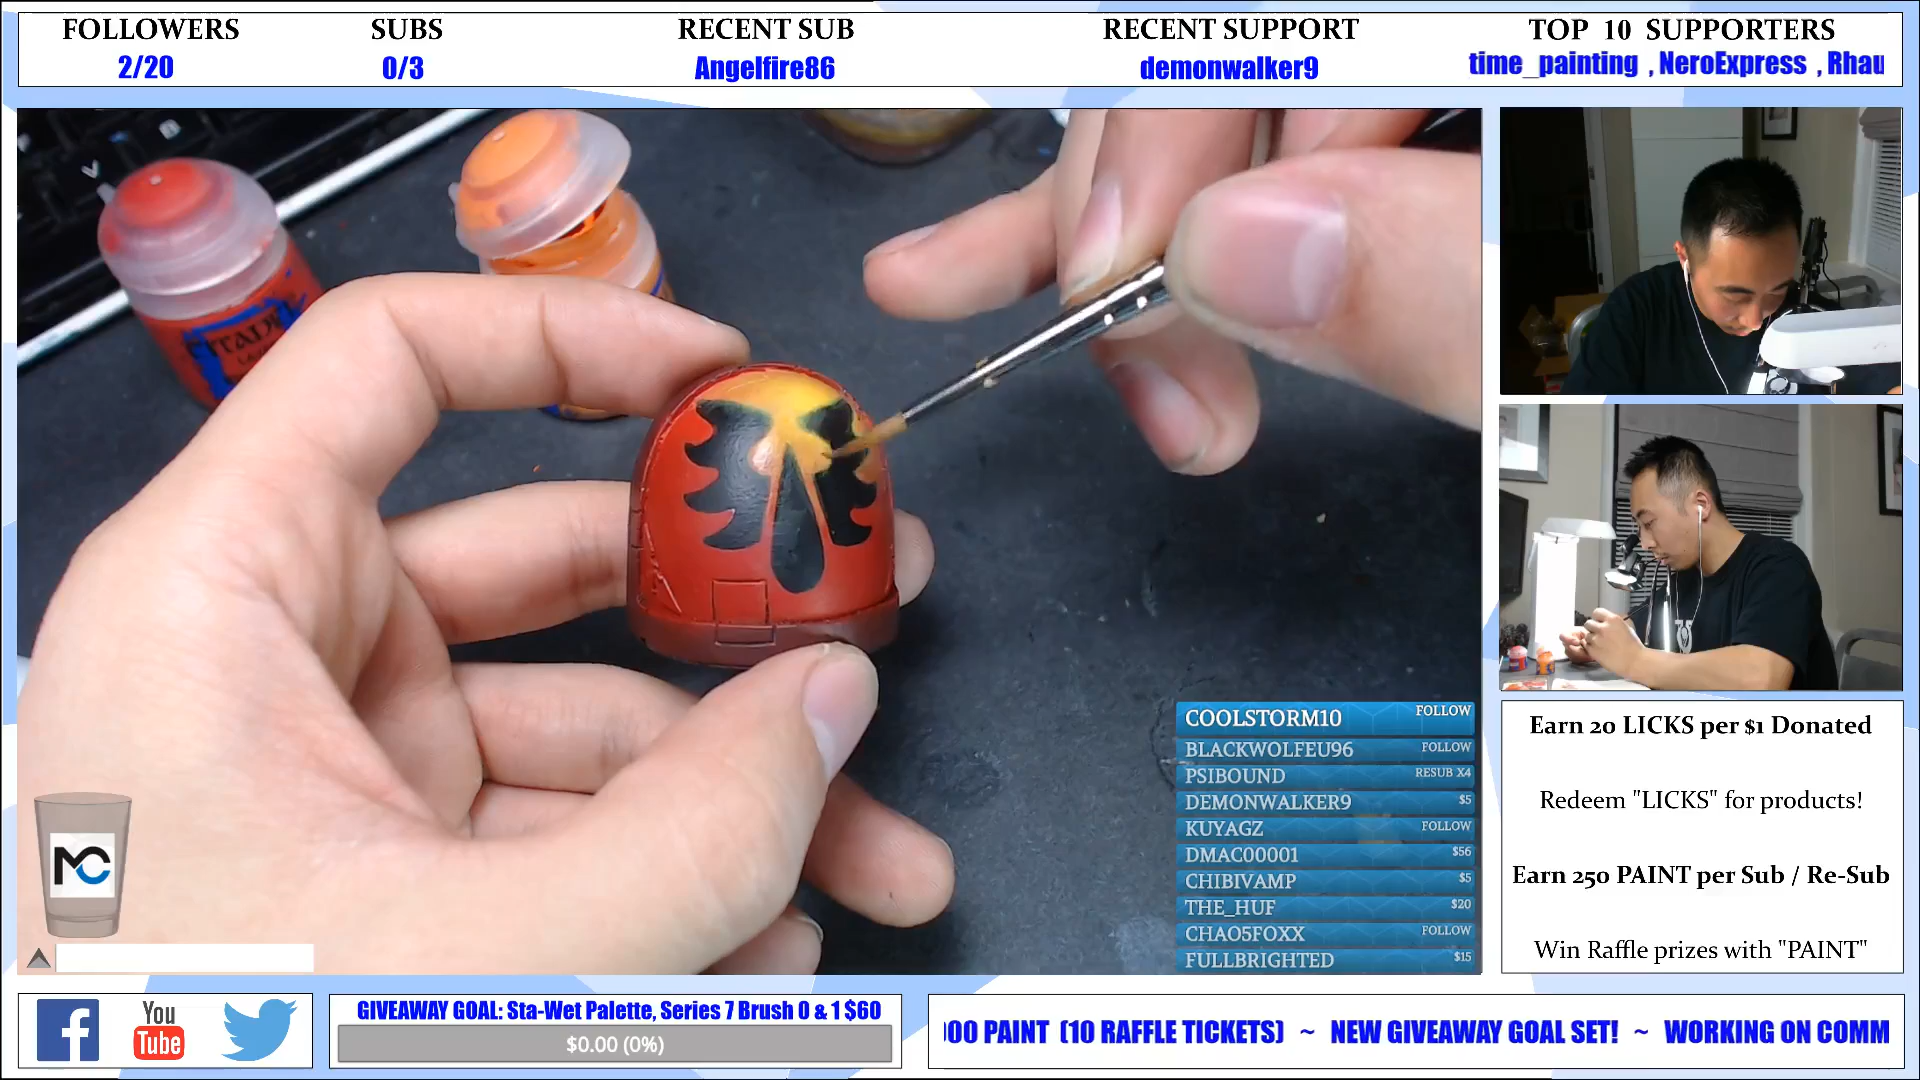 FOLLOWERS
2/20
SUBS
0/3
RECENT SUB
Angelfire86
RECENT SUPPORT
demonwalker9
TOP 10 SUPPORTERS
time_painting , NeroExpress , Rhau
COOLSTORM10 FOLLOW
BLACKWOLFEU96 FOLLOW
PSIBOUND RESUB X4
DEMONWALKER9 $5
KUYAGZ FOLLOW
DMAC00001 $56
CHIBIVAMP $5
THE_HUF $20
CHAO5FOXX FOLLOW
FULLBRIGHTED $15
Earn 20 LICKS per $1 Donated
Redeem "LICKS" for products!
Earn 250 PAINT per Sub / Re-Sub
Win Raffle prizes with "PAINT"
MC
f
You
Tube
GIVEAWAY GOAL: Sta-Wet Palette, Series 7 Brush 0 & 1 $60
$0.00 (0%)
00 PAINT (10 RAFFLE TICKETS) ~ NEW GIVEAWAY GOAL SET! ~ WORKING ON COMM